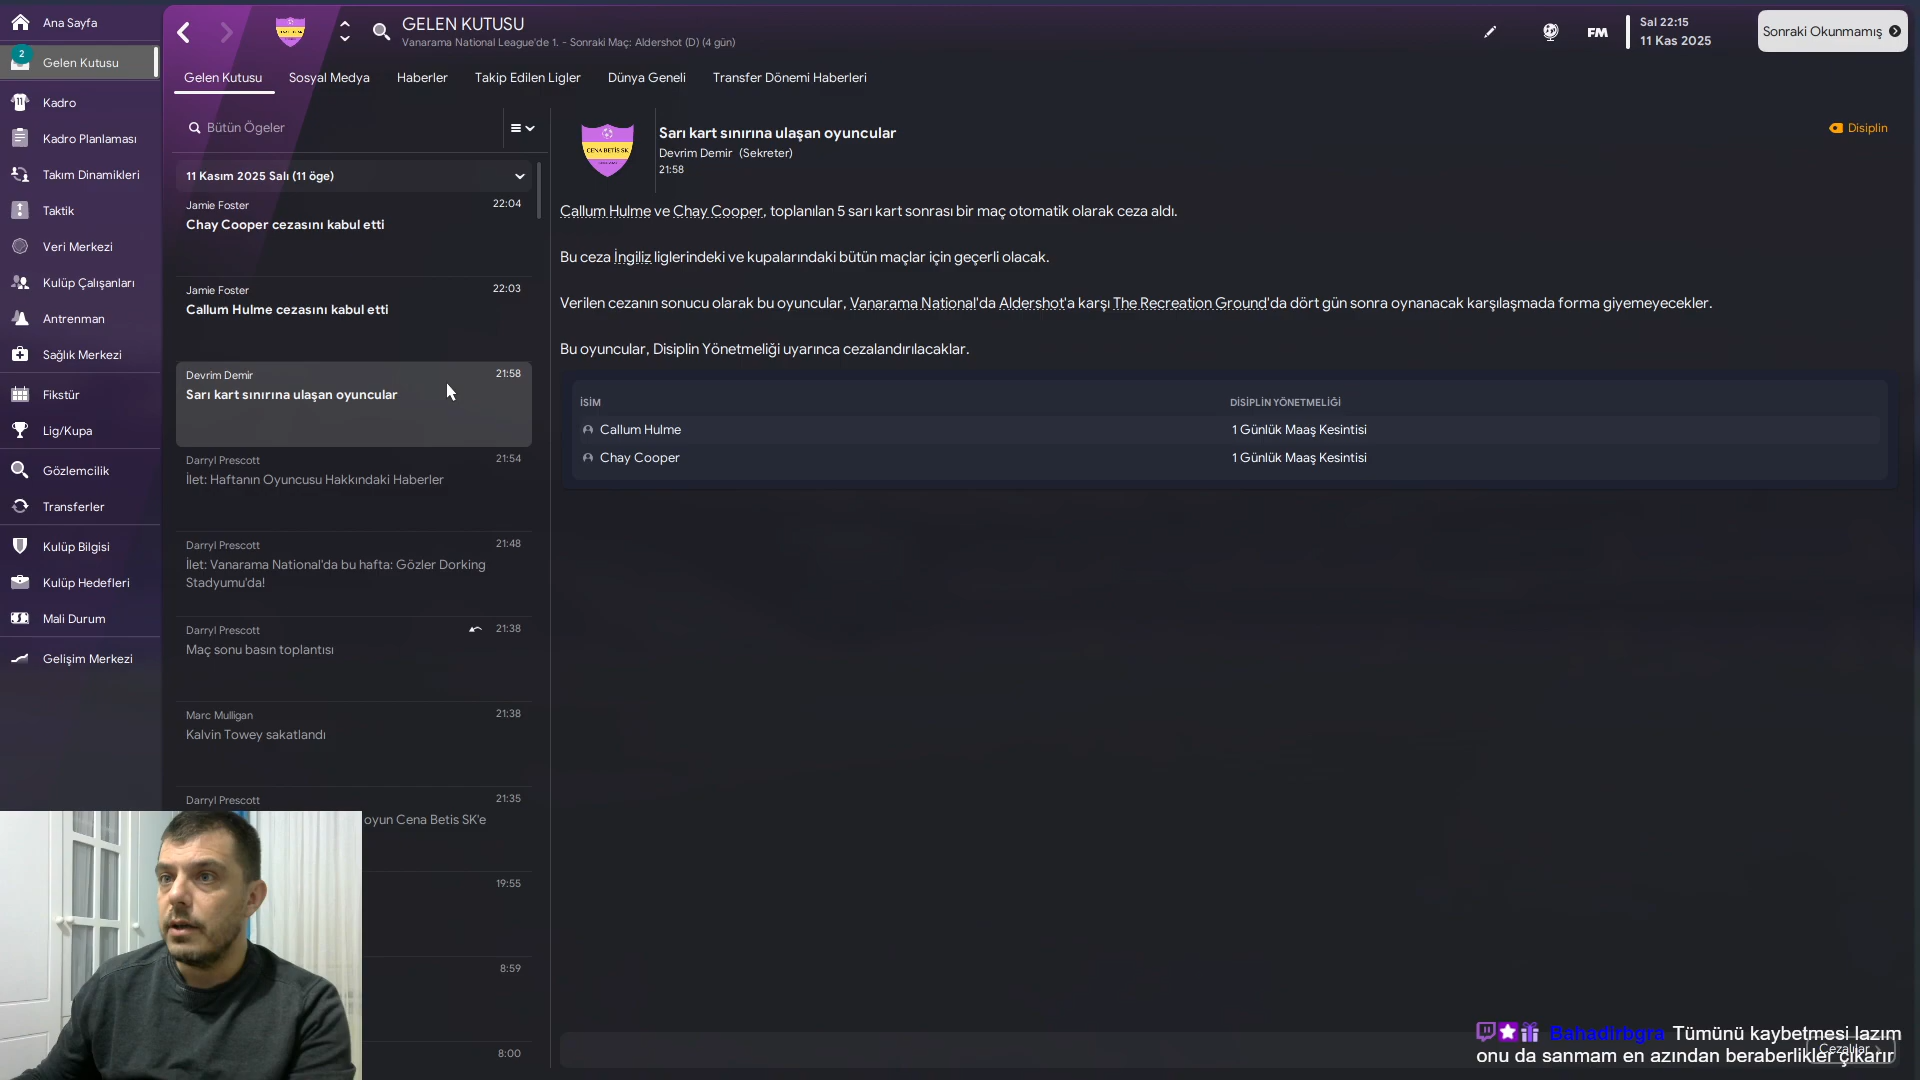 Ana Sayfa
2
Gelen Kutusu
Kadro
Kadro Planlaması
Takım Dinamikleri
Taktik
Veri Merkezi
Kulüp Çalışanları
Antrenman
Sağlık Merkezi
Fikstür
Lig/Kupa
Gözlemcilik
Transferler
Kulüp Bilgisi
Kulüp Hedefleri
Mali Durum
Gelişim Merkezi
GELEN KUTUSU
Vanarama National League'de 1. - Sonraki Maç: Aldershot (D) (4 gün)
FM
Sal 22:15
11 Kas 2025
Sonraki Okunmamış
Gelen Kutusu
Sosyal Medya
Haberler
Takip Edilen Ligler
Dünya Geneli
Transfer Dönemi Haberleri
Bütün Ögeler
11 Kasım 2025 Salı (11 öge)
Jamie Foster 22:04
Chay Cooper cezasını kabul etti
Jamie Foster 22:03
Callum Hulme cezasını kabul etti
Devrim Demir 21:58
Sarı kart sınırına ulaşan oyuncular
Darryl Prescott 21:54
İlet: Haftanın Oyuncusu Hakkındaki Haberler
Darryl Prescott 21:48
İlet: Vanarama National'da bu hafta: Gözler Dorking
Stadyumu'da!
Darryl Prescott 21:38
Maç sonu basın toplantısı
Marc Mulligan 21:38
Kalvin Towey sakatlandı
Darryl Prescott 21:35
oyun Cena Betis SK'e
19:55
8:59
8:00
CENA BETİS SK
Sarı kart sınırına ulaşan oyuncular
Devrim Demir (Sekreter)
21:58
Disiplin
Callum Hulme ve Chay Cooper, toplanılan 5 sarı kart sonrası bir maç otomatik olarak ceza aldı.
Bu ceza İngiliz liglerindeki ve kupalarındaki bütün maçlar için geçerli olacak.
Verilen cezanın sonucu olarak bu oyuncular, Vanarama National'da Aldershot'a karşı The Recreation Ground'da dört gün sonra oynanacak karşılaşmada forma giyemeyecekler.
Bu oyuncular, Disiplin Yönetmeliği uyarınca cezalandırılacaklar.
İSİM DİSİPLİN YÖNETMELİĞİ
Callum Hulme 1 Günlük Maaş Kesintisi
Chay Cooper 1 Günlük Maaş Kesintisi
Bahadirbgra Tümünü kaybetmesi lazım
onu da sanmam en azından beraberlikler çıkarır
Cezalılar